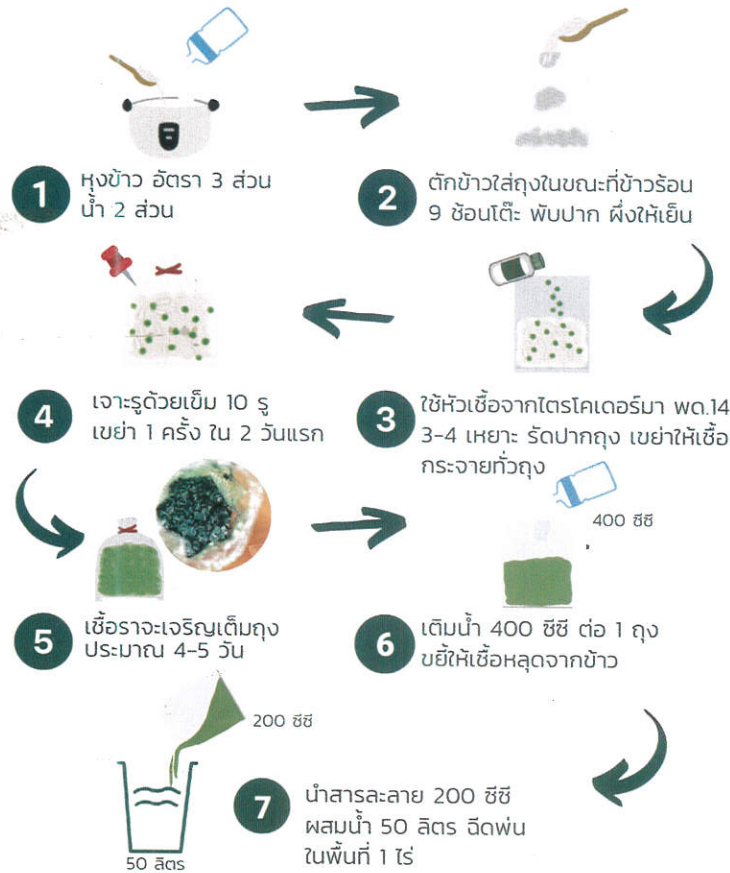 1
หุงข้าว อัตรา 3 ส่วน
น้ำ 2 ส่วน
2
ตักข้าวใส่ถุงในขณะที่ข้าวร้อน
9 ช้อนโต๊ะ พับปาก ผึ่งให้เย็น
3
ใช้หัวเชื้อจากไตรโคเดอร์มา พด.14
3-4 เหยาะ รัดปากถุง เขย่าให้เชื้อ
กระจายทั่วถุง
4
เจาะรูด้วยเข็ม 10 รู
เขย่า 1 ครั้ง ใน 2 วันแรก
5
เชื้อราจะเจริญเต็มถุง
ประมาณ 4-5 วัน
400 ซีซี
6
เติมน้ำ 400 ซีซี ต่อ 1 ถุง
ขยี้ให้เชื้อหลุดจากข้าว
200 ซีซี
50 ลิตร
7
นำสารละลาย 200 ซีซี
ผสมน้ำ 50 ลิตร ฉีดพ่น
ในพื้นที่ 1 ไร่